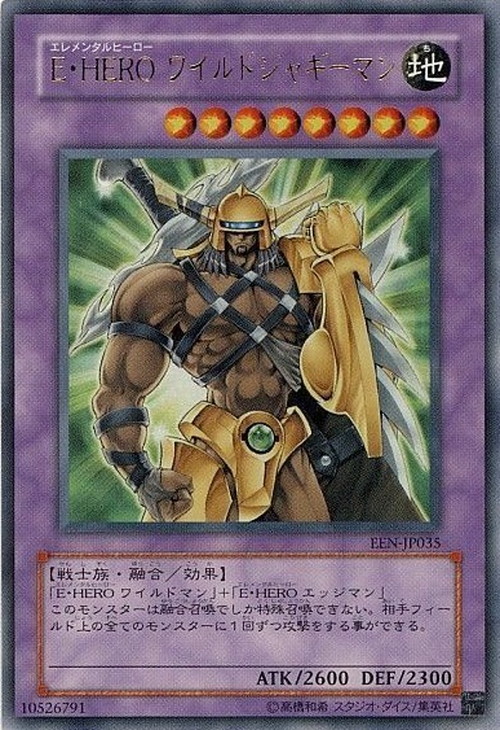 エレメンタルヒーロー
E・HERO ワイルドジャギーマン
ち
地
EEN-JP035
【戦士族・融合／効果】
「E・HERO ワイルドマン」+「E・HERO エッジマン」
このモンスターは融合召喚でしか特殊召喚できない。相手フィー
ルド上の全てのモンスターに1回ずつ攻撃をする事ができる。
ATK/2600 DEF/2300
10526791
©高橋和希 スタジオ・ダイス/集英社